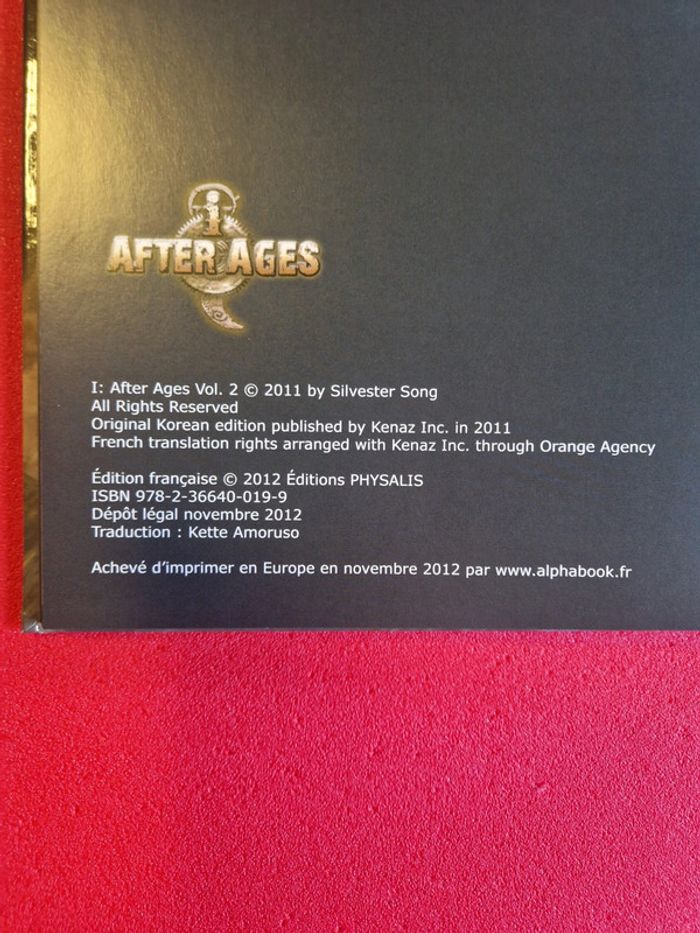 I
AFTER AGES
I: After Ages Vol. 2 © 2011 by Silvester Song
All Rights Reserved
Original Korean edition published by Kenaz Inc. in 2011
French translation rights arranged with Kenaz Inc. through Orange Agency
Édition française © 2012 Éditions PHYSALIS
ISBN 978-2-36640-019-9
Dépôt légal novembre 2012
Traduction : Kette Amoruso
Achevé d’imprimer en Europe en novembre 2012 par www.alphabook.fr